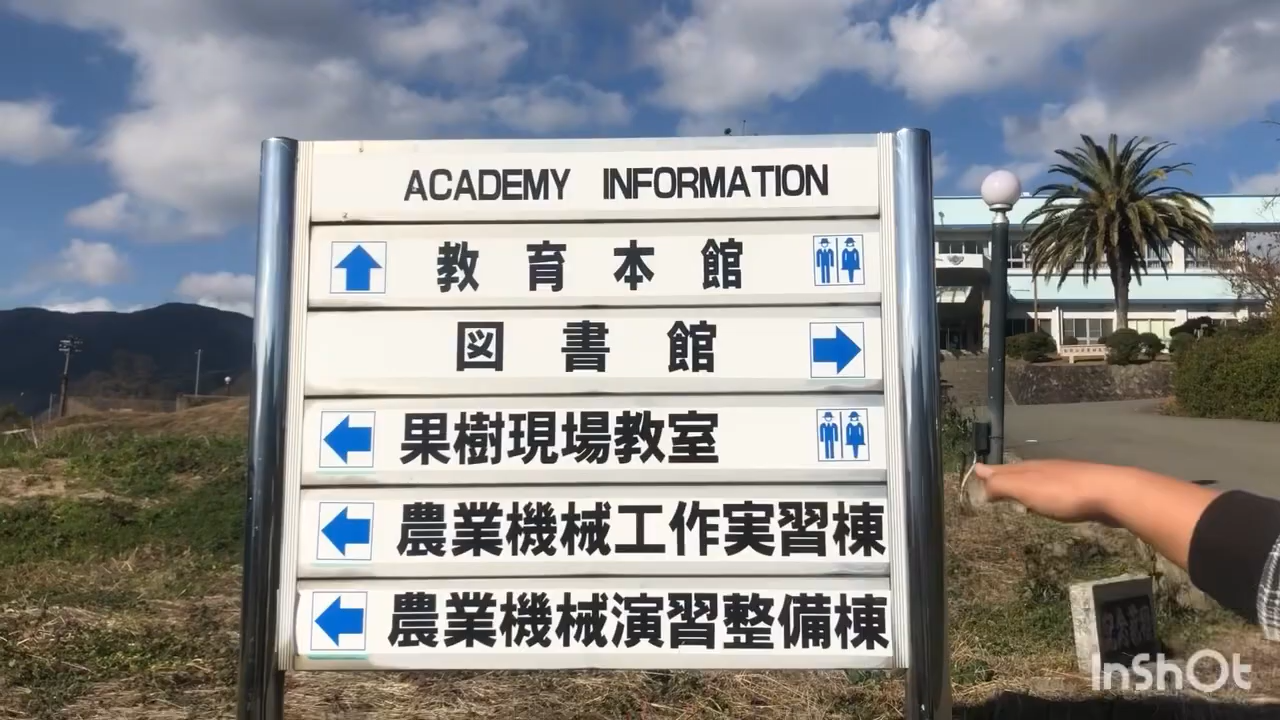 ACADEMY INFORMATION
教育本館
図書館
果樹現場教室
農業機械工作実習棟
農業機械演習整備棟
InShOt